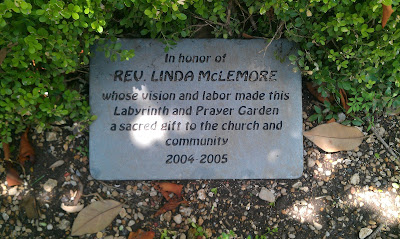 In honor of
REV. LINDA McLEMORE
whose vision and labor made this
Labyrinth and Prayer Garden
a sacred gift to the church and
community
2004-2005